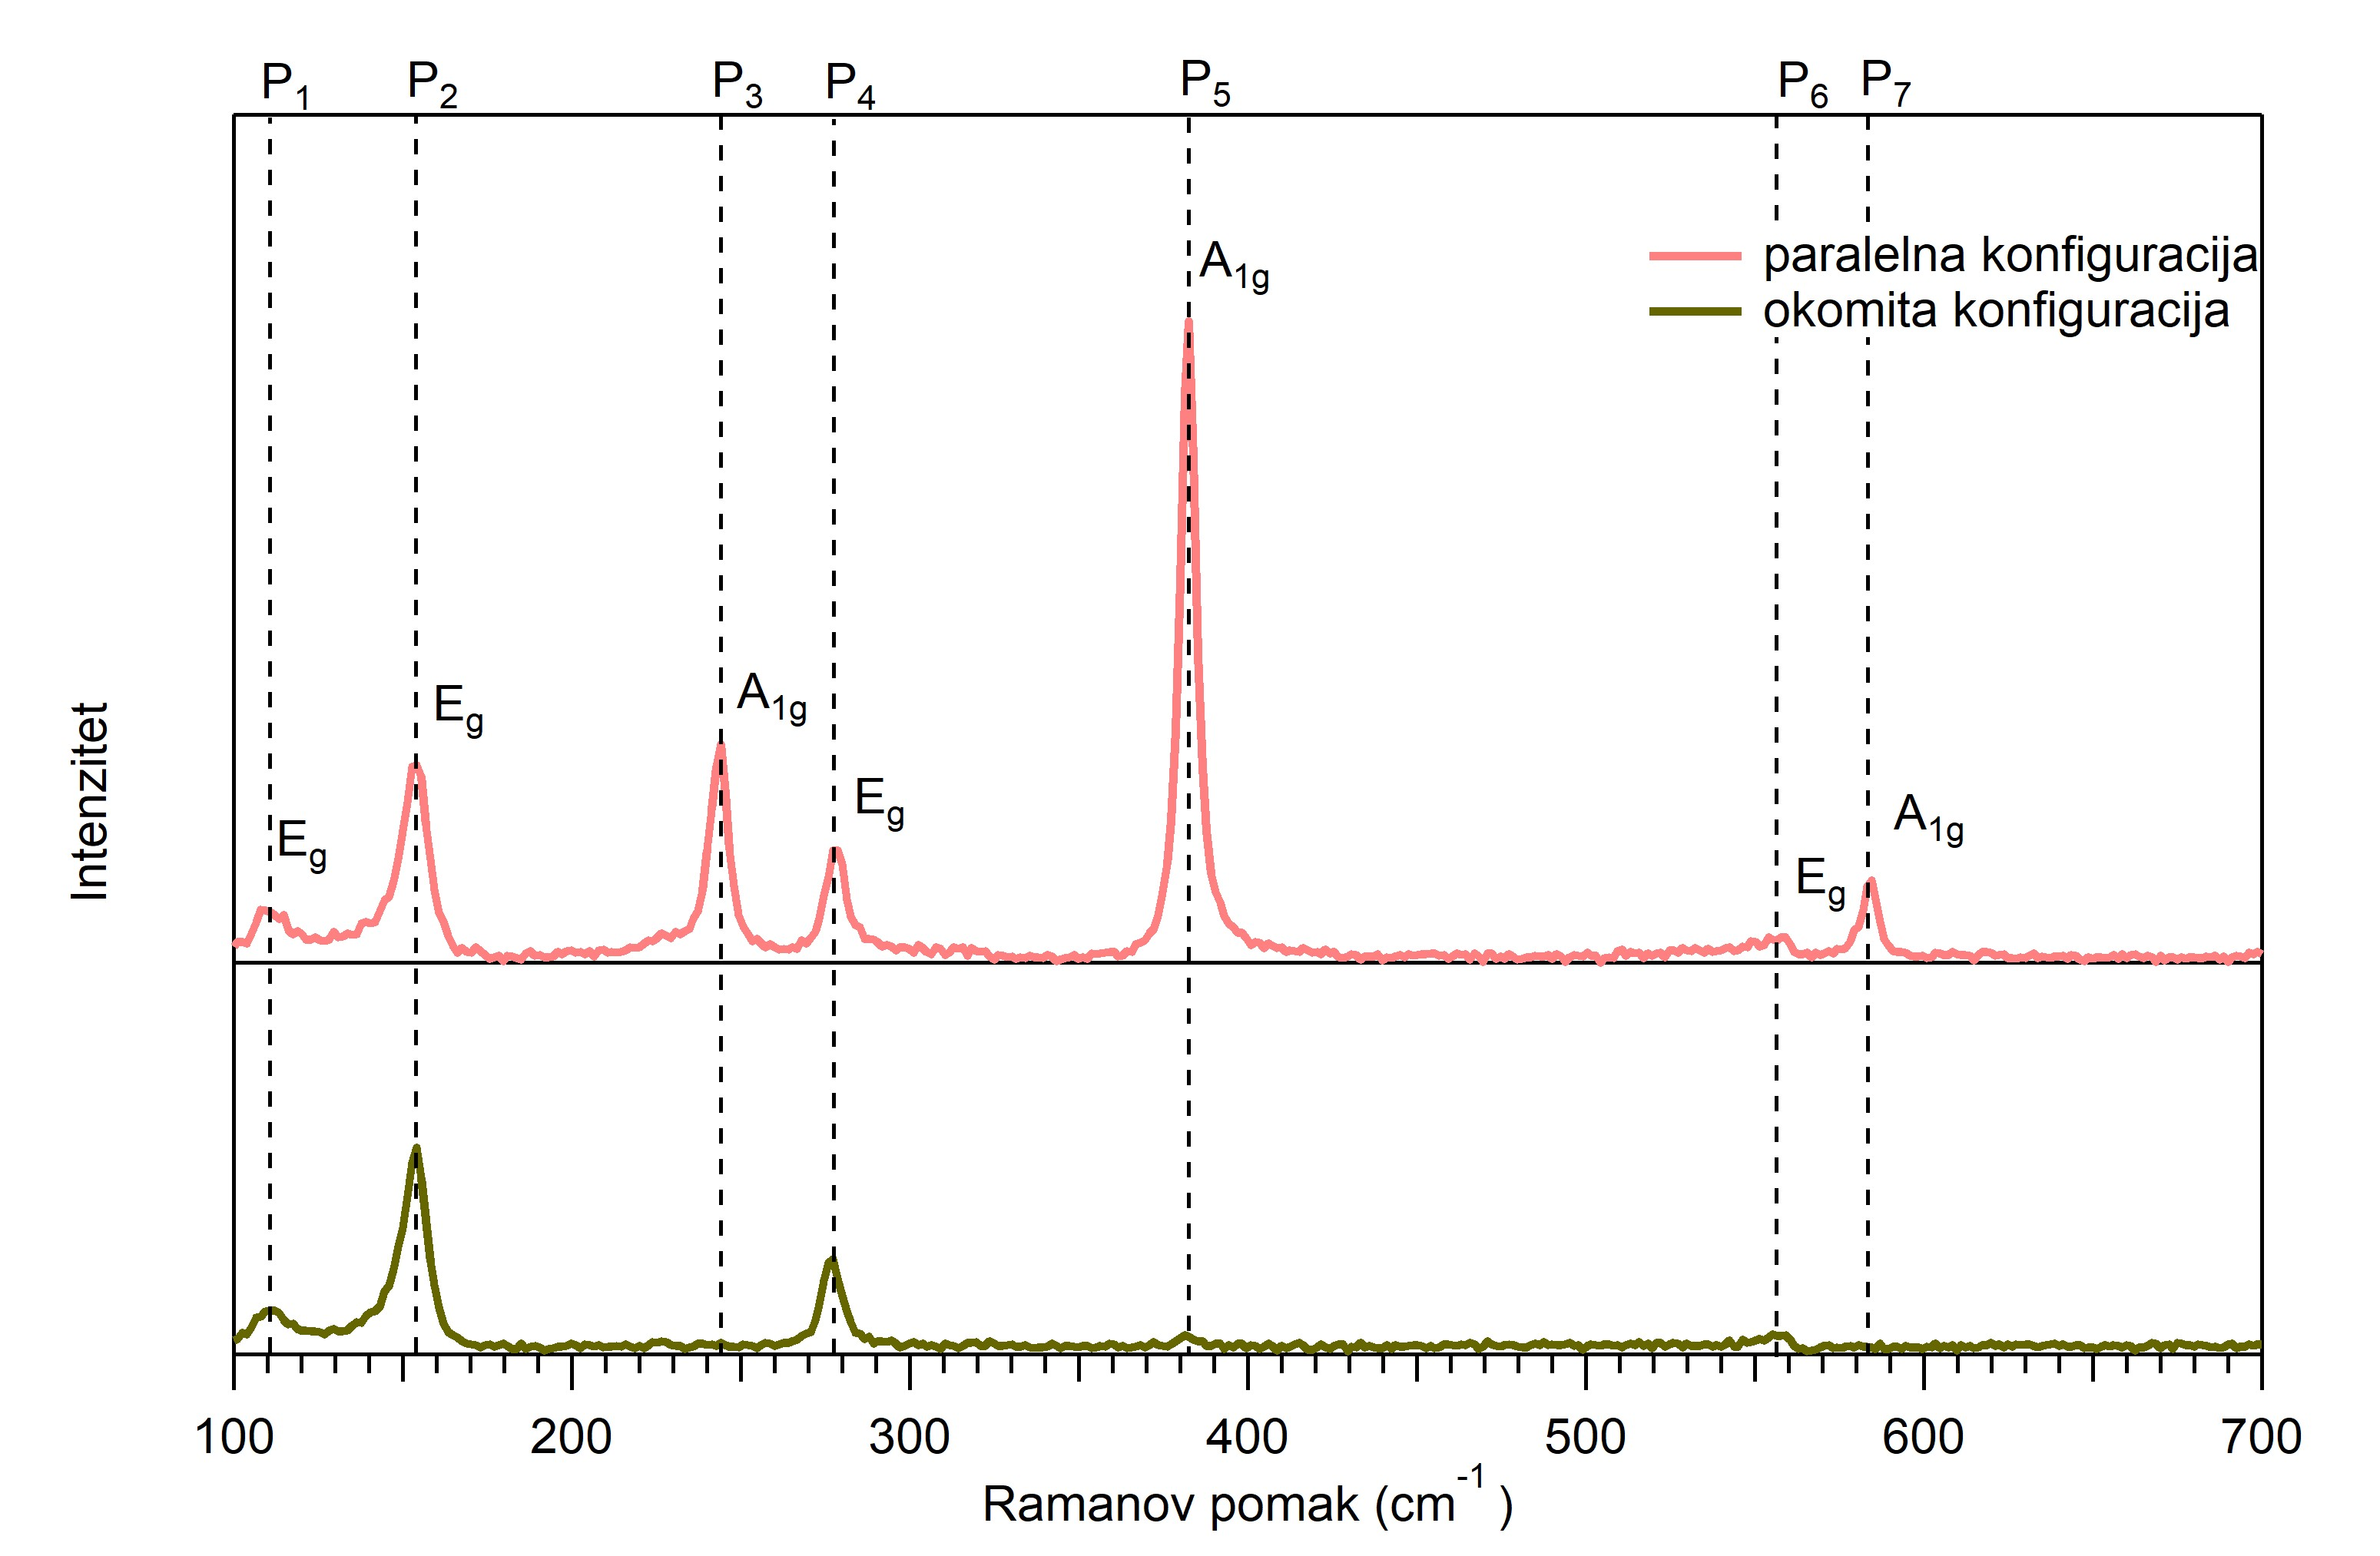 P₁ P₂ P₃ P₄ P₅ P₆ P₇
paralelna konfiguracija
okomita konfiguracija
A₁g
A₁g
Eg
Eg
A₁g
Eg
Eg
Intenzitet
100 200 300 400 500 600 700
Ramanov pomak (cm⁻¹ )